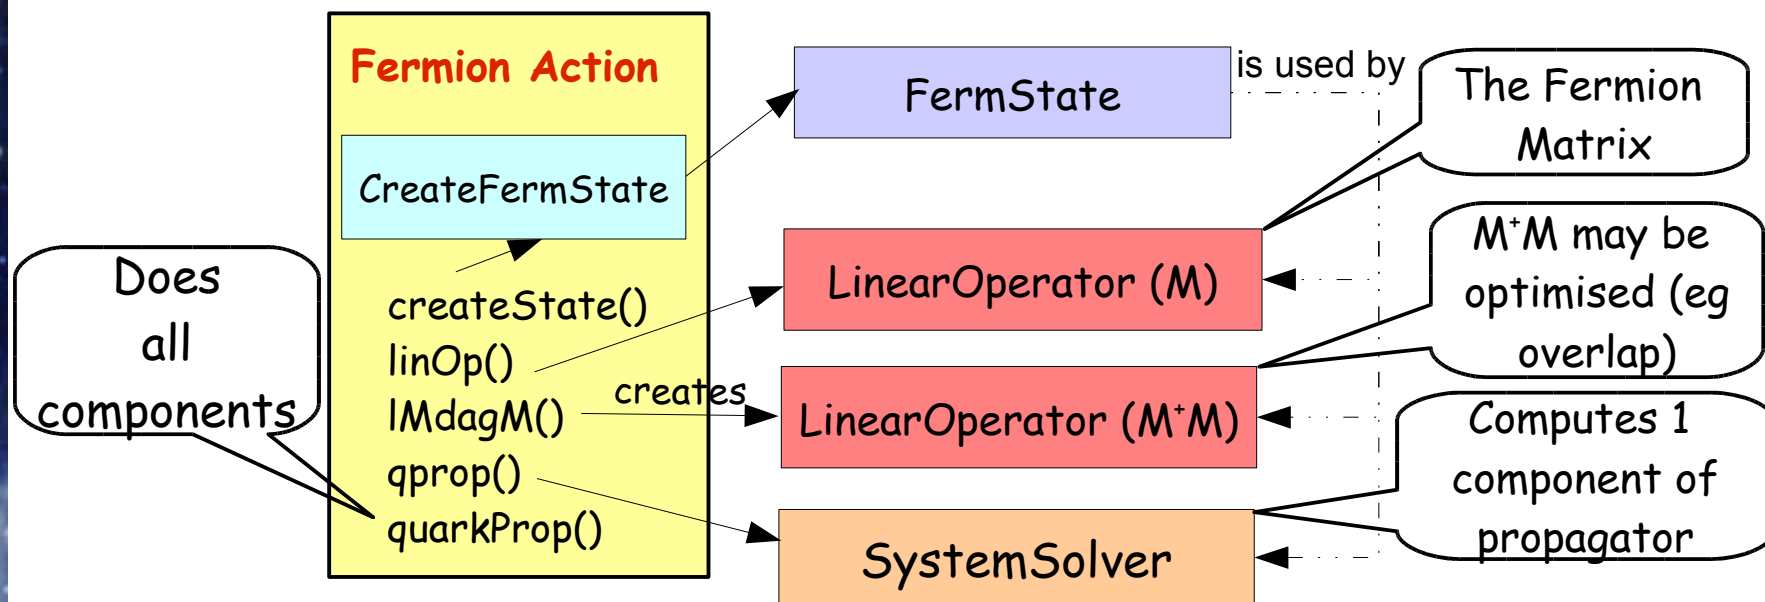 Fermion Action
CreateFermState
createState()
linOp()
lMdagM()
qprop()
quarkProp()
Does
all
components
creates
FermState
is used by
LinearOperator (M)
LinearOperator (M⁺M)
SystemSolver
The Fermion
Matrix
M⁺M may be
optimised (eg
overlap)
Computes 1
component of
propagator